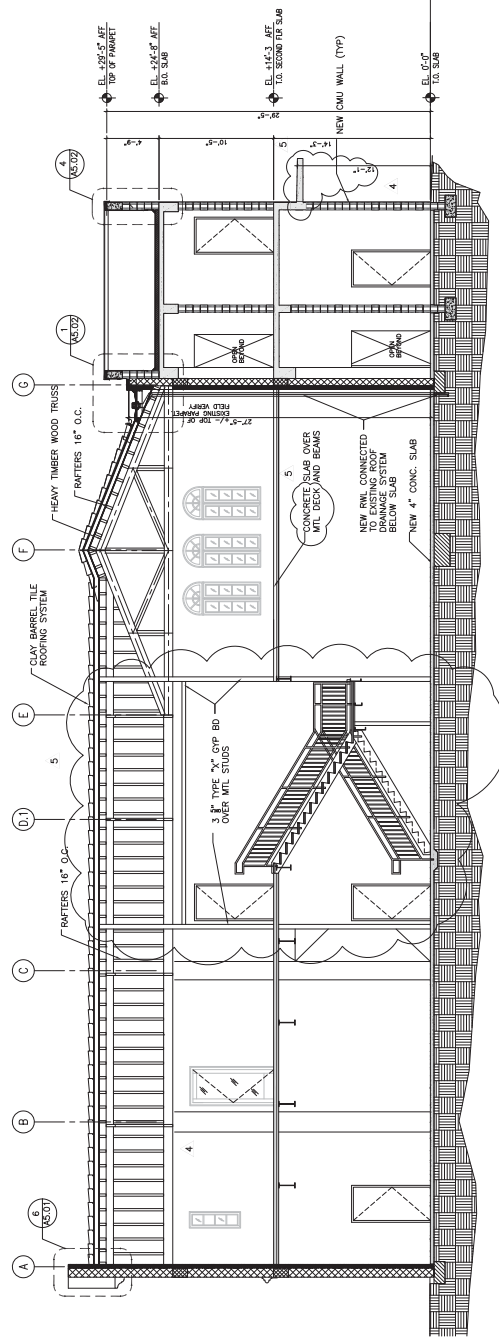 EL. +29'-5" AFF
TOP OF PARAPET
EL. +24'-8" AFF
B.O. SLAB
EL. +14'-3 AFF
T.O. SECOND FLR SLAB
NEW CMU WALL (TYP)
EL. 0'-0"
T.O. SLAB
29'-5"
4'-9"
10'-5"
14'-3"
12'-1"
5
4
4
A5.02
1
A5.02
OPEN
BEYOND
OPEN
BEYOND
G
HEAVY TIMBER WOOD TRUSS
RAFTERS 16" O.C.
27'-5" +/- TOP OF
EXISTING PARAPET
FIELD VERIFY
5
CONCRETE SLAB OVER
MTL DECK AND BEAMS
NEW RWL CONNECTED
TO EXISTING ROOF
DRAINAGE SYSTEM
BELOW SLAB
NEW 4" CONC. SLAB
F
CLAY BARREL TILE
ROOFING SYSTEM
E
5
D.1
TYPE "X" GYP BD
OVER MTL STUDS
RAFTERS 16" O.C.
C
B
4
6
A5.01
A